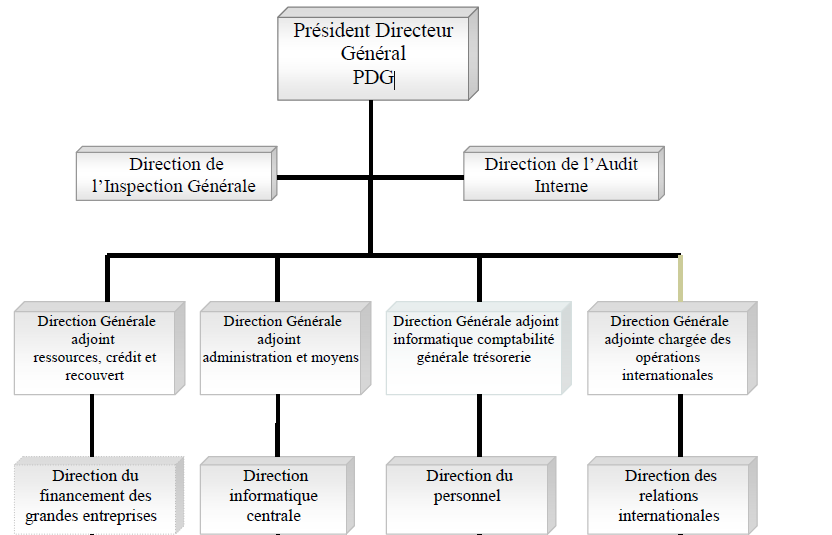 Président Directeur
Général
PDG
Direction de
l’Inspection Générale
Direction de l’Audit
Interne
Direction Générale
adjoint
ressources, crédit et
recouvert
Direction Générale
adjoint
administration et moyens
Direction Générale adjoint
informatique comptabilité
générale trésorerie
Direction Générale
adjointe chargée des
opérations
internationales
Direction du
financement des
grandes entreprises
Direction
informatique
centrale
Direction du
personnel
Direction des
relations
internationales